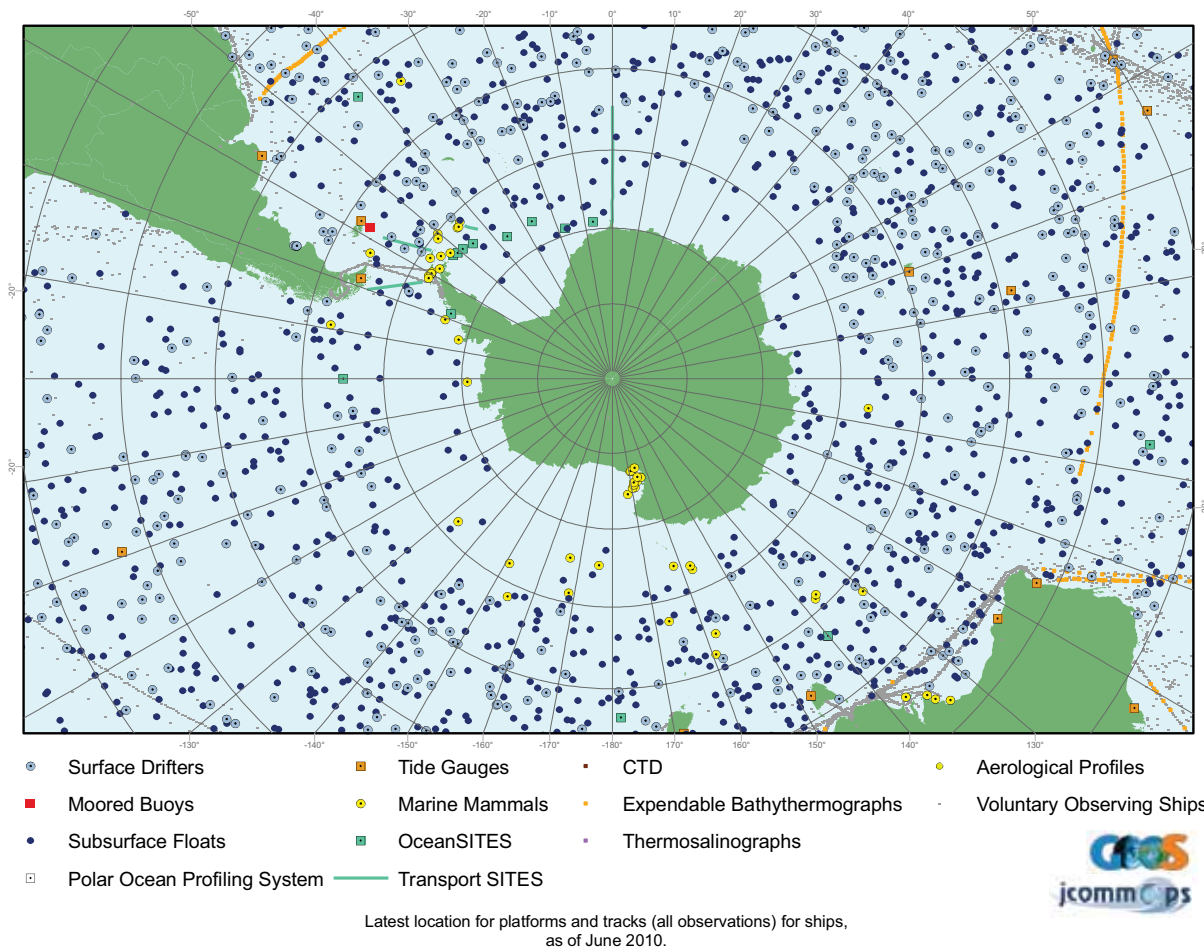 -50° -40° -30° -20° -10° 0° 10° 20° 30° 40° 50°
-20°
-20°
-130° -140° -150° -160° -170° -180° 170° 160° 150° 140° 130°
Surface Drifters Tide Gauges CTD Aerological Profiles
Moored Buoys Marine Mammals Expendable Bathythermographs Voluntary Observing Ships
Subsurface Floats OceanSITES Thermosalinographs
Polar Ocean Profiling System Transport SITES
GOOS
jcommops
Latest location for platforms and tracks (all observations) for ships,
as of June 2010.